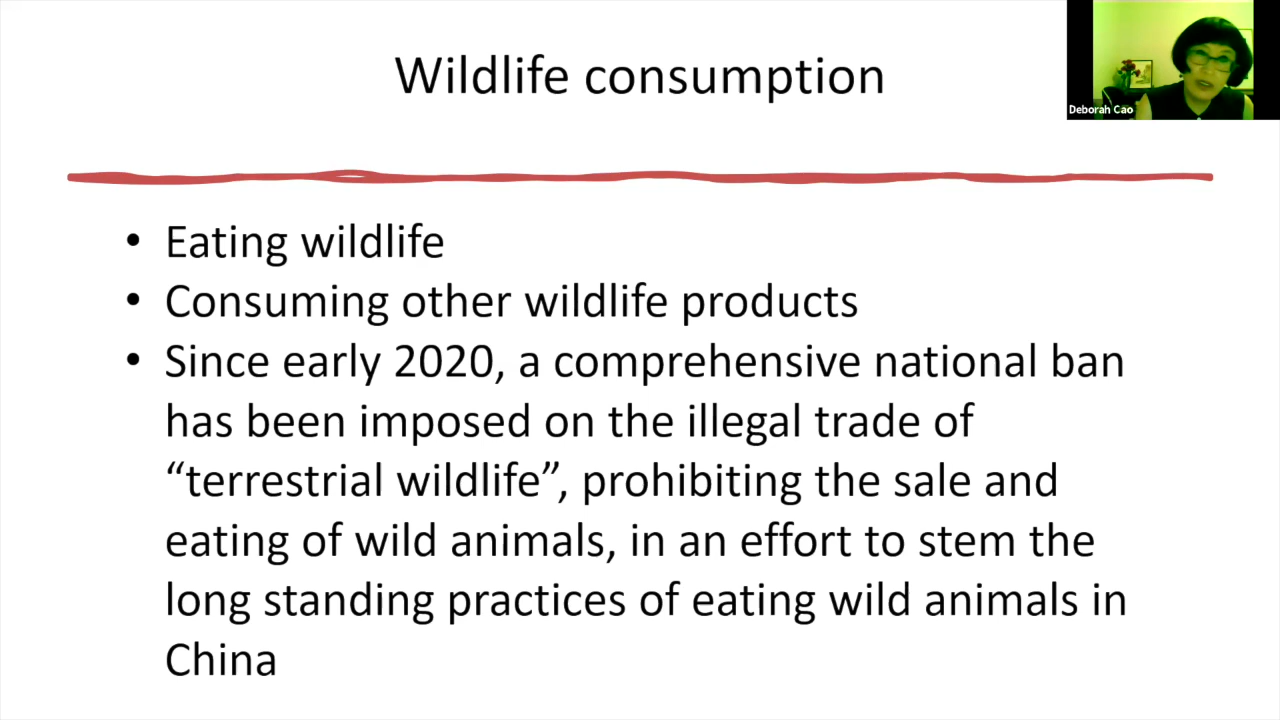 Wildlife consumption
Deborah Cao
• Eating wildlife
• Consuming other wildlife products
• Since early 2020, a comprehensive national ban
has been imposed on the illegal trade of
“terrestrial wildlife”, prohibiting the sale and
eating of wild animals, in an effort to stem the
long standing practices of eating wild animals in
China